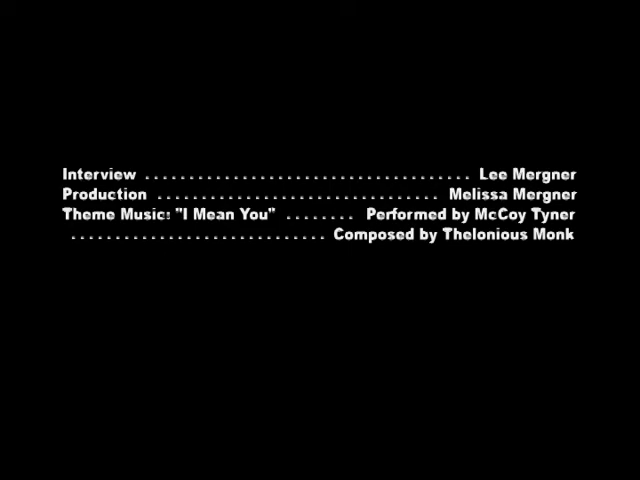 Interview ..................................... Lee Mergner
Production ................................ Melissa Mergner
Theme Music: "I Mean You" ........ Performed by McCoy Tyner
............................. Composed by Thelonious Monk